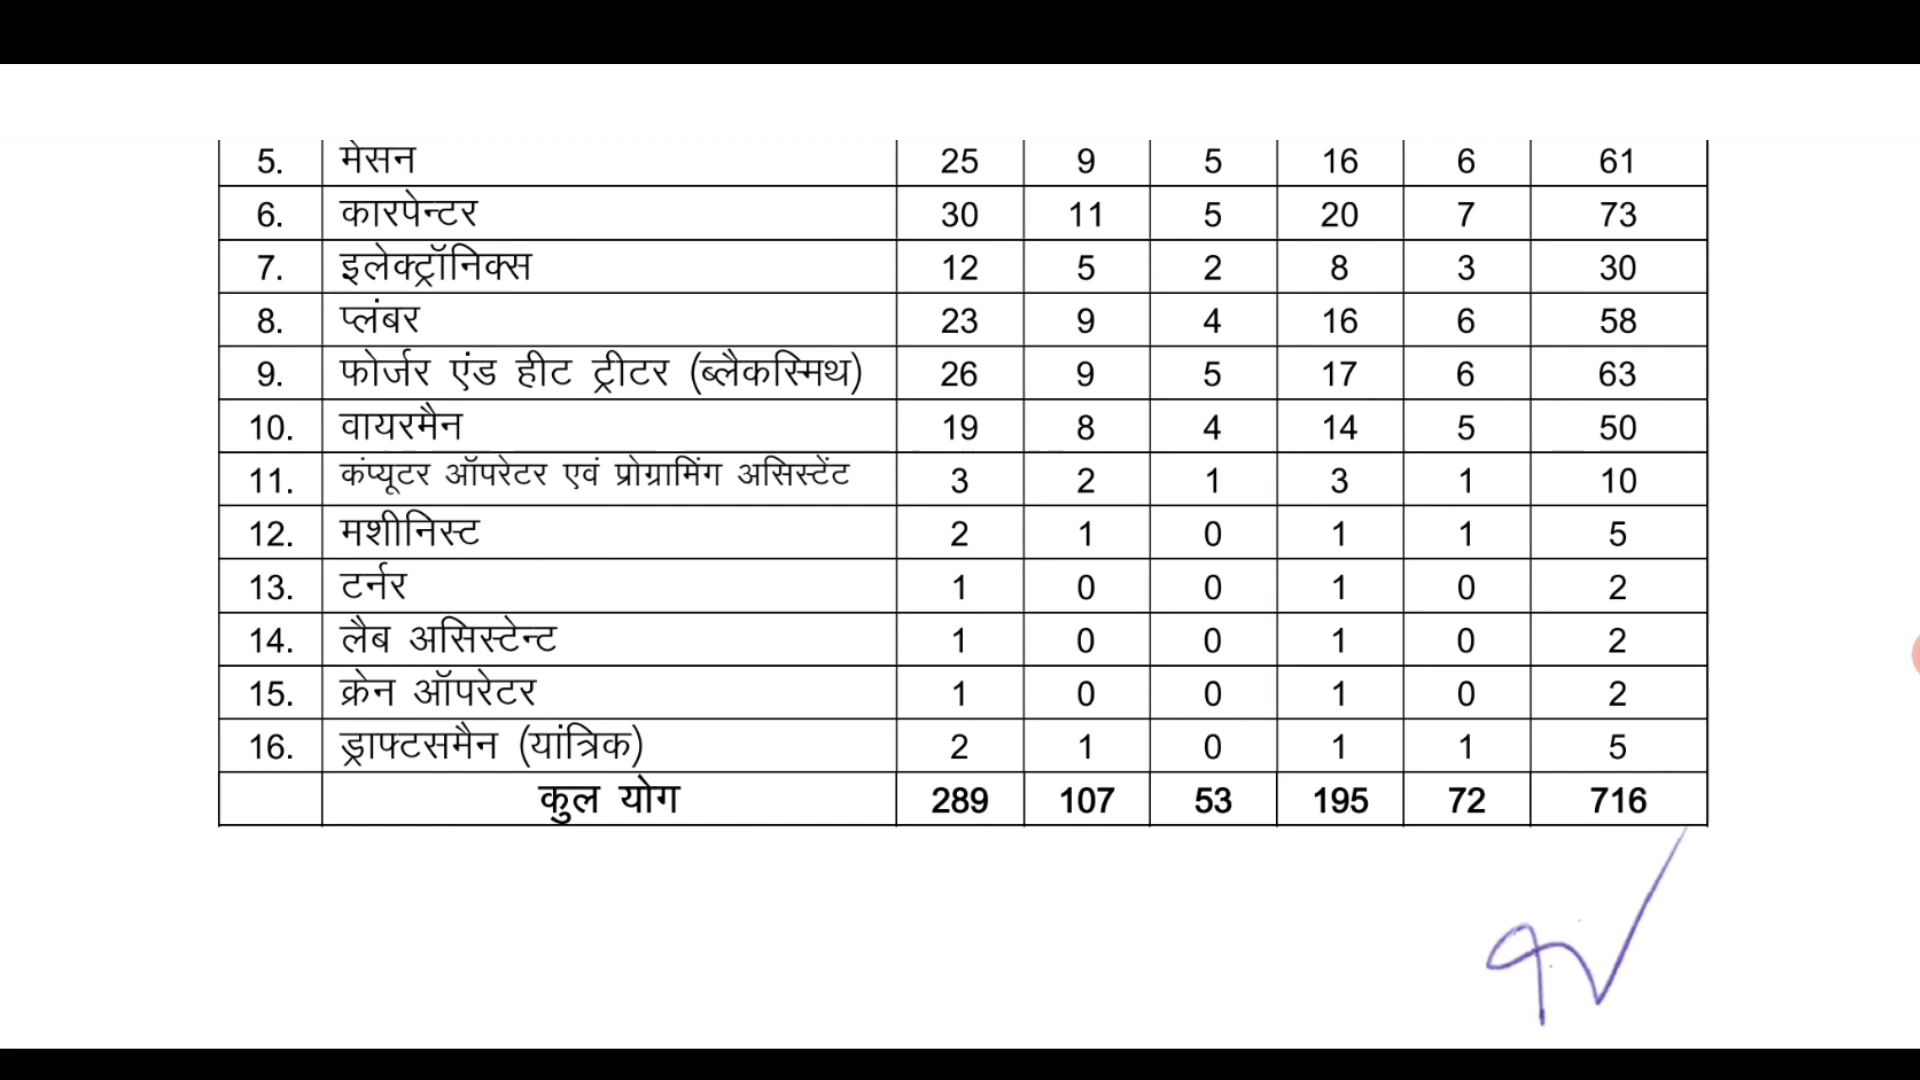 5. मेसन 25 9 5 16 6 61
6. कारपेन्टर 30 11 5 20 7 73
7. इलेक्ट्रॉनिक्स 12 5 2 8 3 30
8. प्लंबर 23 9 4 16 6 58
9. फोर्जर एंड हीट ट्रीटर (ब्लैकस्मिथ) 26 9 5 17 6 63
10. वायरमैन 19 8 4 14 5 50
11. कंप्यूटर ऑपरेटर एवं प्रोग्रामिंग असिस्टेंट 3 2 1 3 1 10
12. मशीनिस्ट 2 1 0 1 1 5
13. टर्नर 1 0 0 1 0 2
14. लैब असिस्टेन्ट 1 0 0 1 0 2
15. क्रेन ऑपरेटर 1 0 0 1 0 2
16. ड्राफ्टसमैन (यांत्रिक) 2 1 0 1 1 5
कुल योग 289 107 53 195 72 716